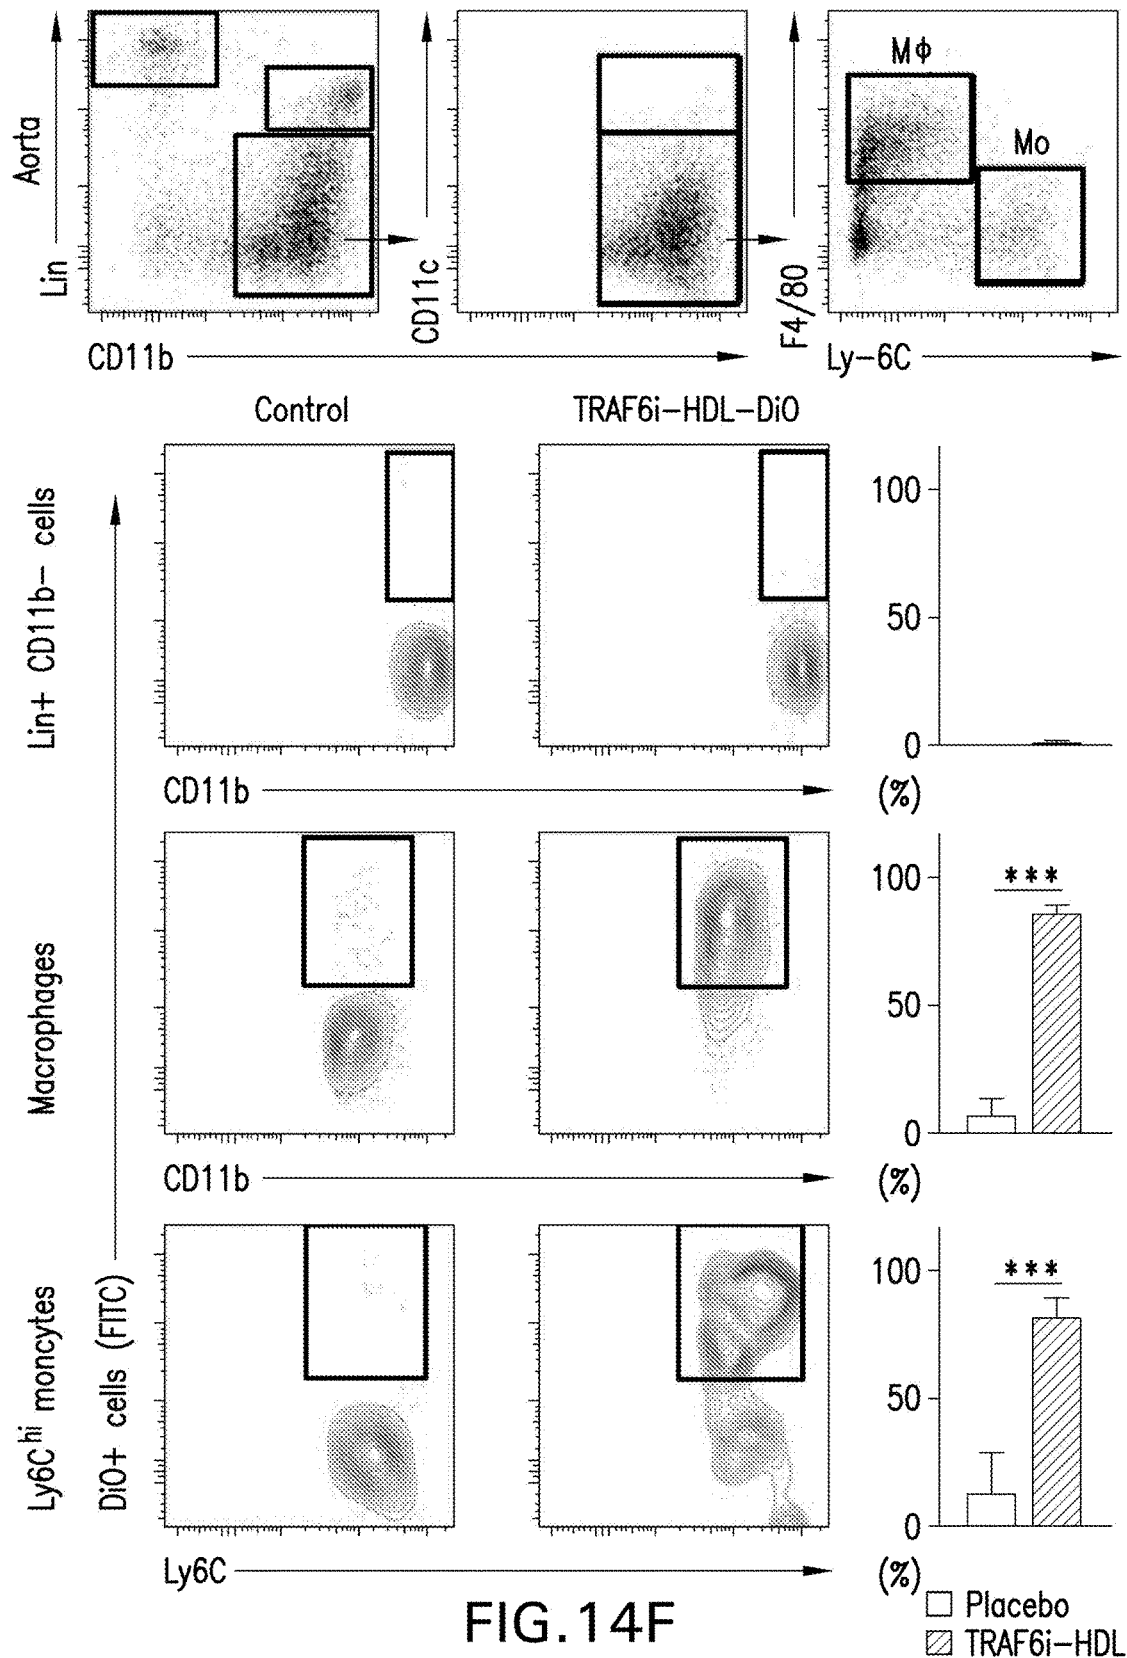 Aorta
Lin
CD11b
CD11c
F4/80
MΦ
Mo
Ly-6C
Control
TRAF6i-HDL-DiO
Lin+ CD11b- cells
100
50
0
CD11b
(%)
Macrophages
***
100
50
0
CD11b
(%)
Ly6Chi moncytes
DiO+ cells (FITC)
***
100
50
0
Ly6C
(%)
Placebo
TRAF6i-HDL
FIG.14F